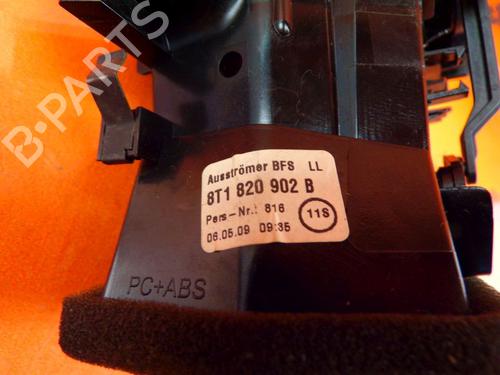 B-PARTS
Ausströmer BFS LL
8T1 820 902 B
Pers-Nr.: 816
11S
06.05.09 09:35
PC+ABS